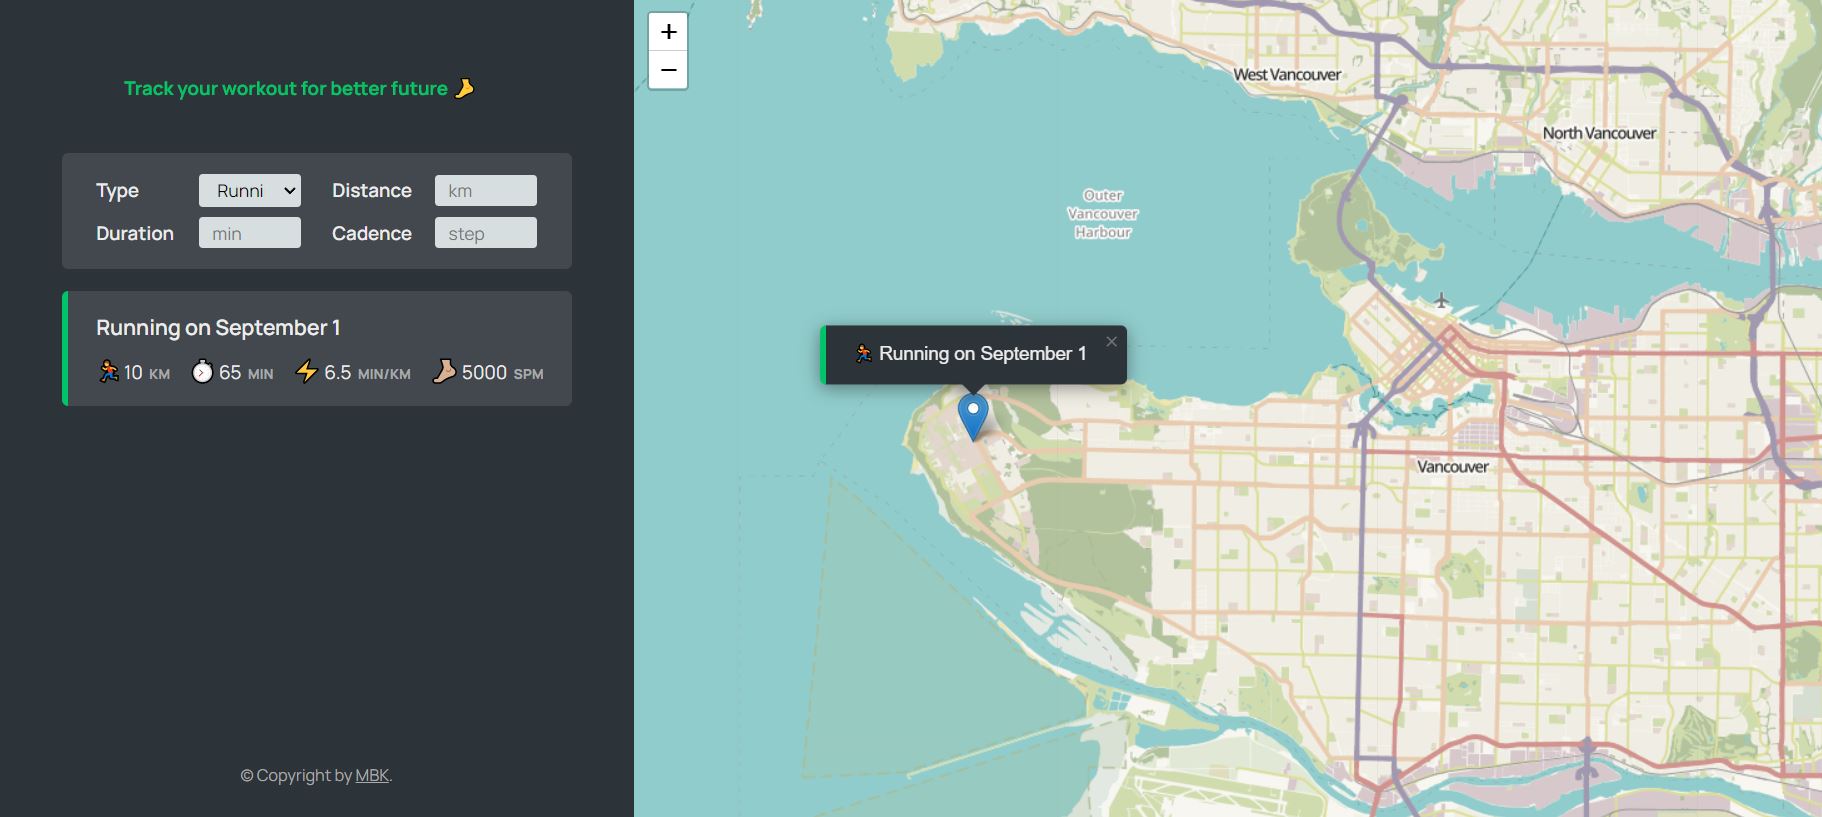 Track your workout for better future
Type Runni Distance km
Duration min Cadence step
Running on September 1
10 KM 65 MIN 6.5 MIN/KM 5000 SPM
© Copyright by MBK.
+
−
West Vancouver
North Vancouver
Outer
Vancouver
Harbour
Running on September 1 ×
Vancouver